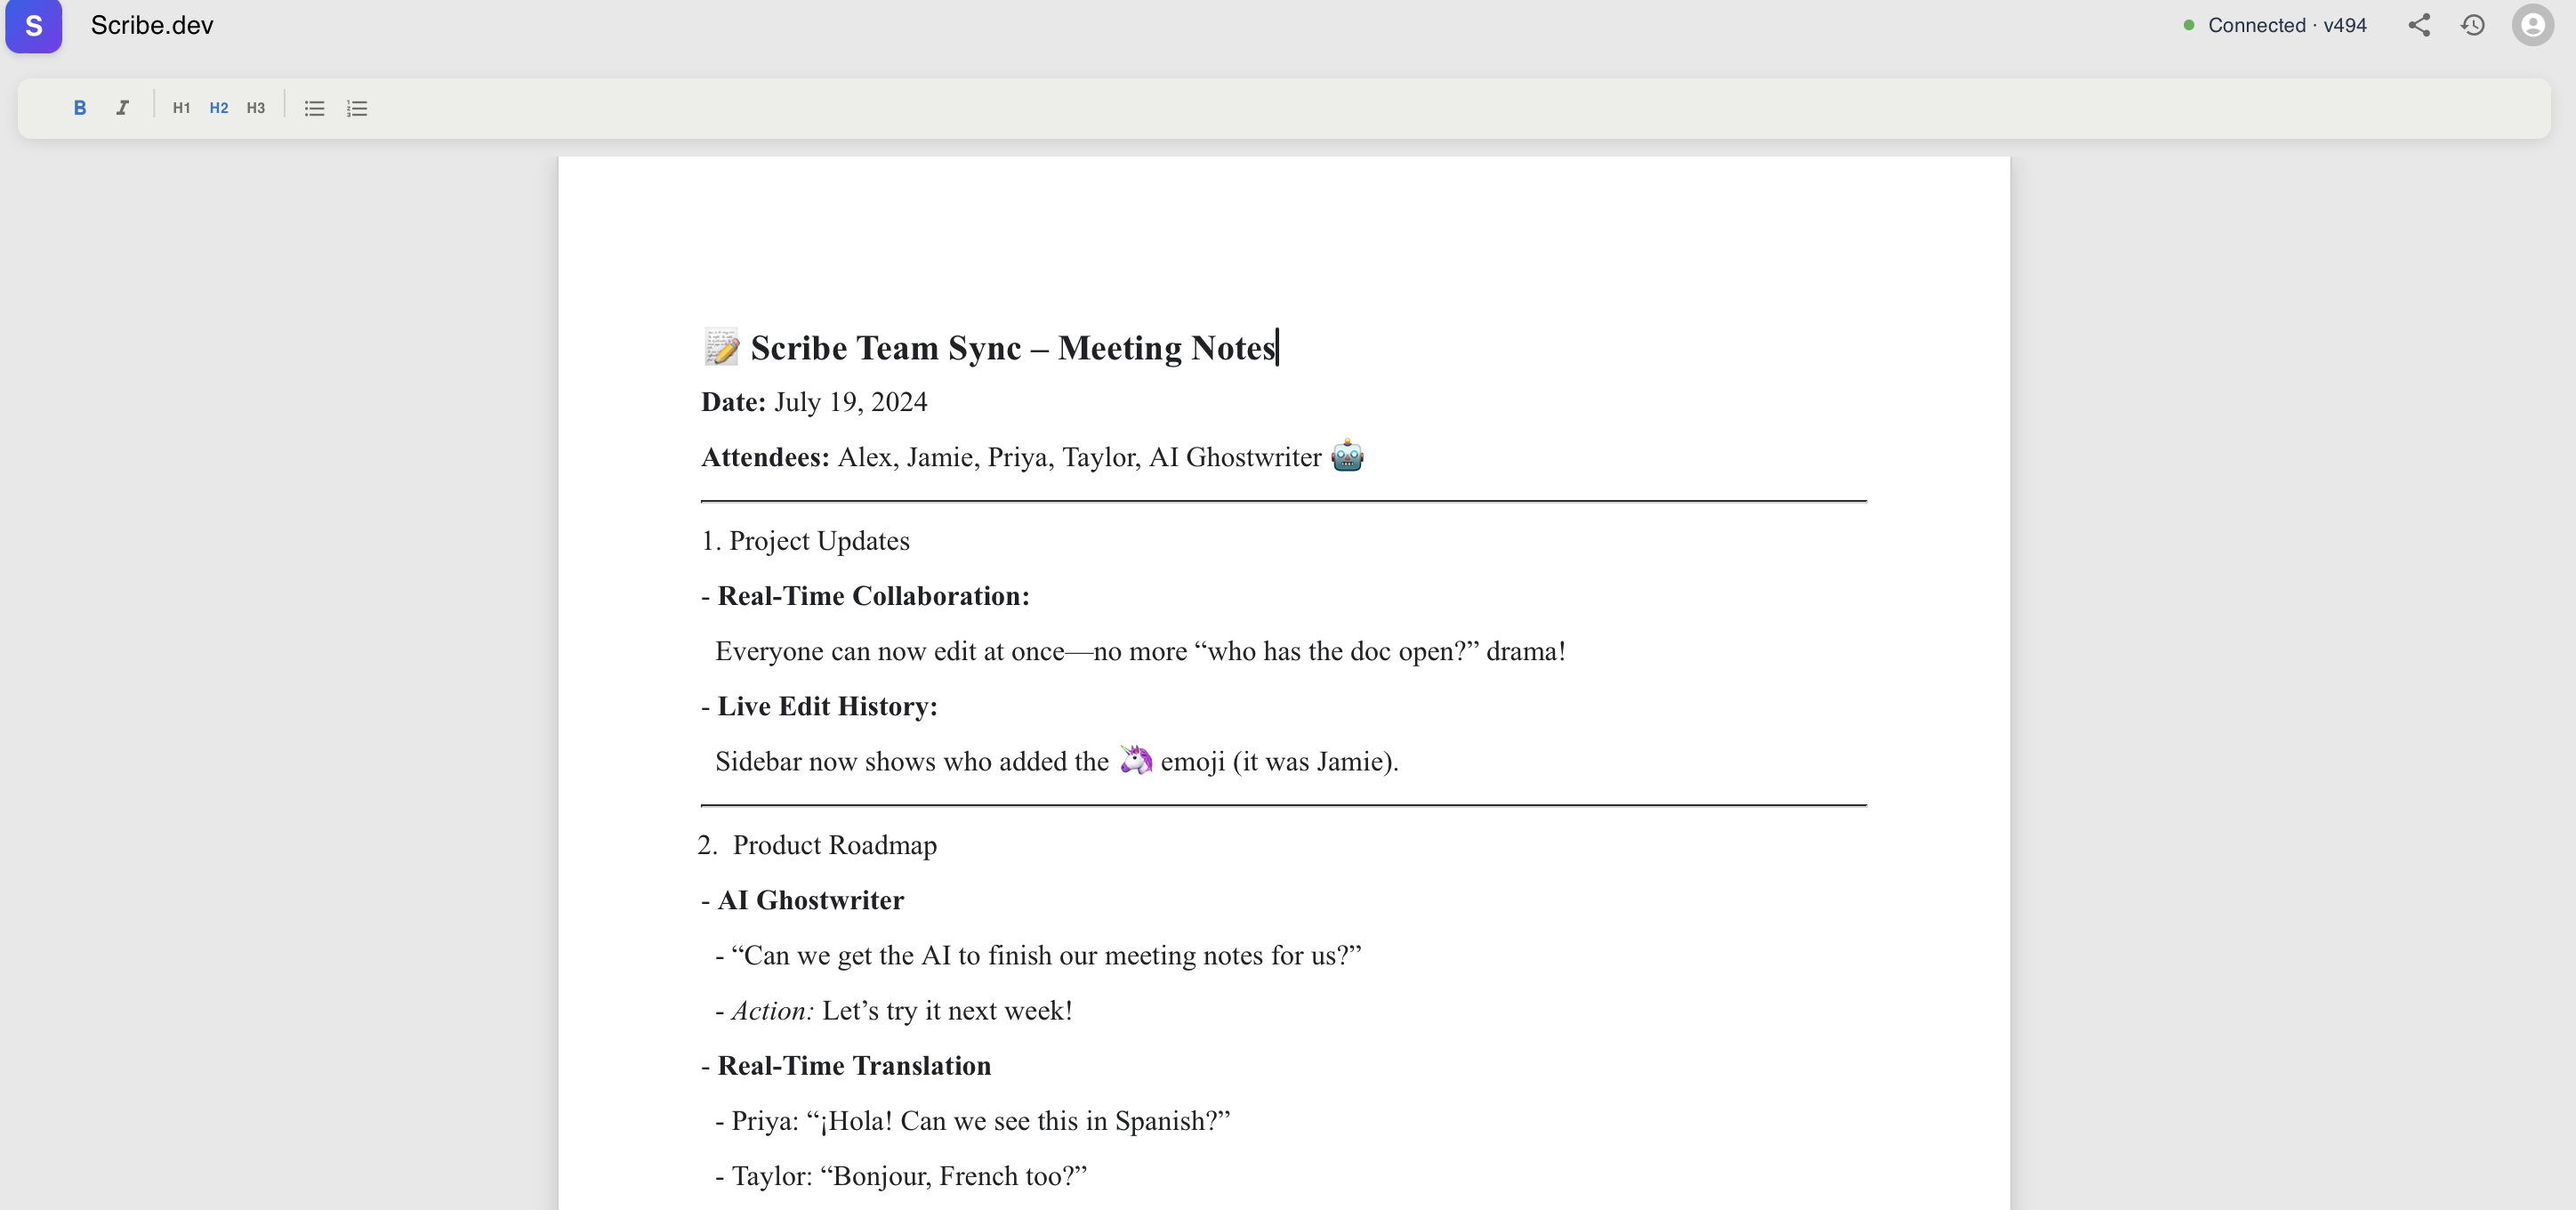 S Scribe.dev
Connected · v494
B I H1 H2 H3
📝 Scribe Team Sync – Meeting Notes
Date: July 19, 2024
Attendees: Alex, Jamie, Priya, Taylor, AI Ghostwriter 🤖
1. Project Updates
- Real-Time Collaboration:
Everyone can now edit at once—no more “who has the doc open?” drama!
- Live Edit History:
Sidebar now shows who added the 🦄 emoji (it was Jamie).
2. Product Roadmap
- AI Ghostwriter
- “Can we get the AI to finish our meeting notes for us?”
- Action: Let’s try it next week!
- Real-Time Translation
- Priya: “¡Hola! Can we see this in Spanish?”
- Taylor: “Bonjour, French too?”